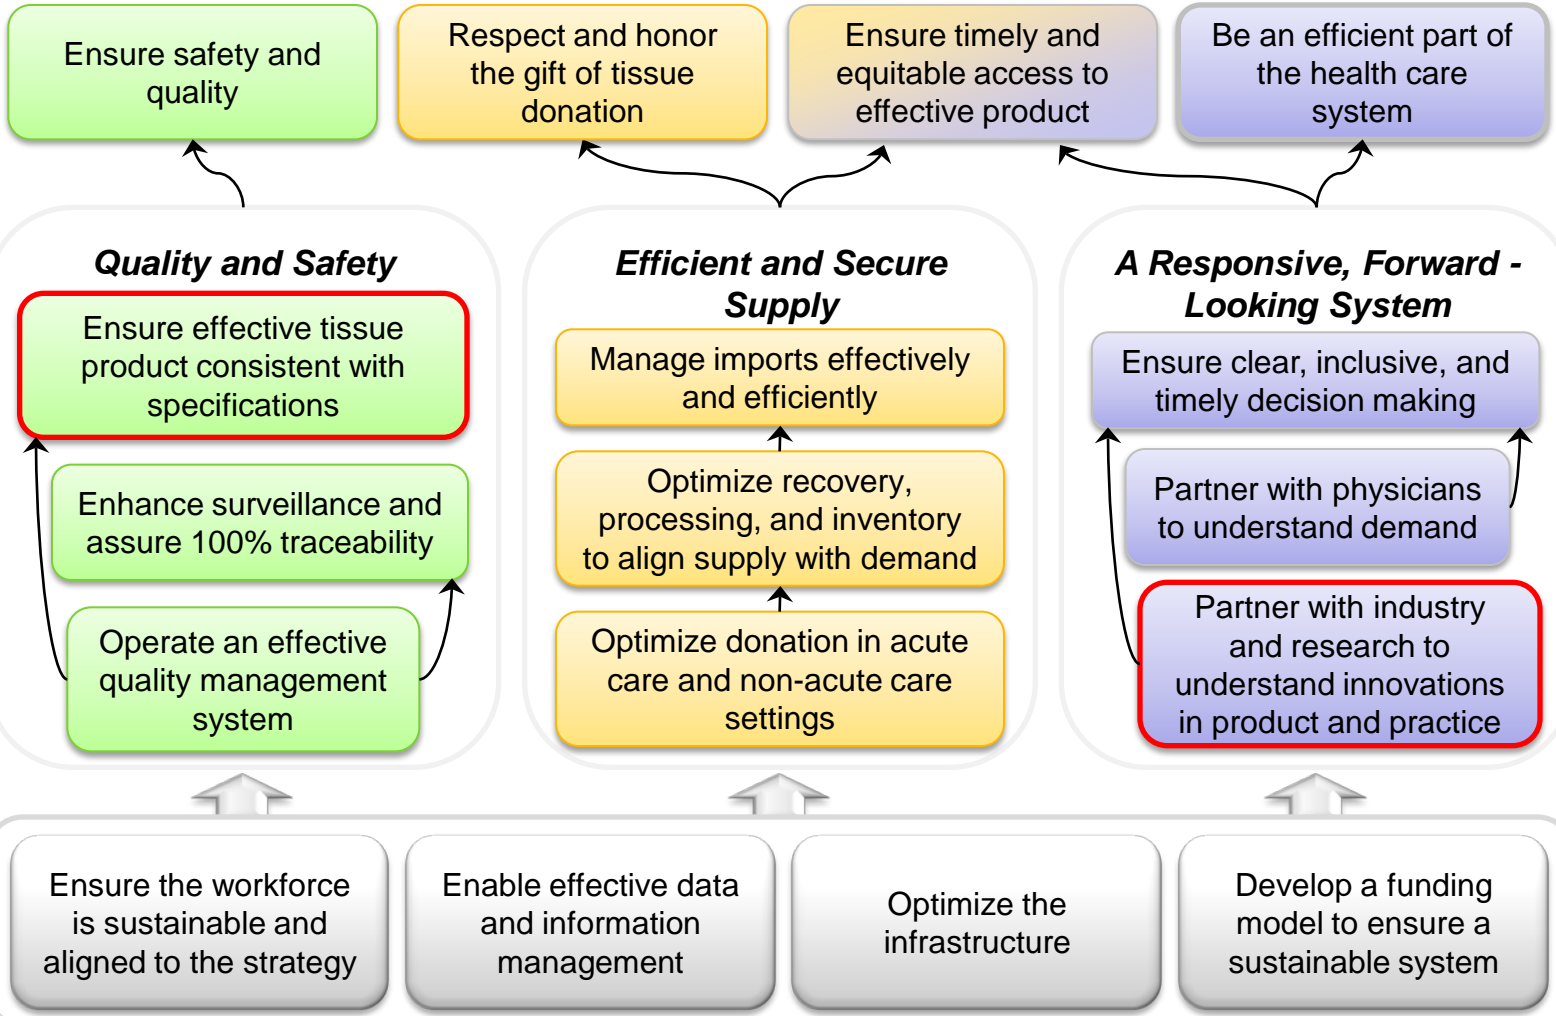 Ensure safety and
quality
Respect and honor
the gift of tissue
donation
Ensure timely and
equitable access to
effective product
Be an efficient part of
the health care
system
Quality and Safety
Ensure effective tissue
product consistent with
specifications
Enhance surveillance and
assure 100% traceability
Operate an effective
quality management
system
Efficient and Secure
Supply
Manage imports effectively
and efficiently
Optimize recovery,
processing, and inventory
to align supply with demand
Optimize donation in acute
care and non-acute care
settings
A Responsive, Forward -
Looking System
Ensure clear, inclusive, and
timely decision making
Partner with physicians
to understand demand
Partner with industry
and research to
understand innovations
in product and practice
Ensure the workforce
is sustainable and
aligned to the strategy
Enable effective data
and information
management
Optimize the
infrastructure
Develop a funding
model to ensure a
sustainable system